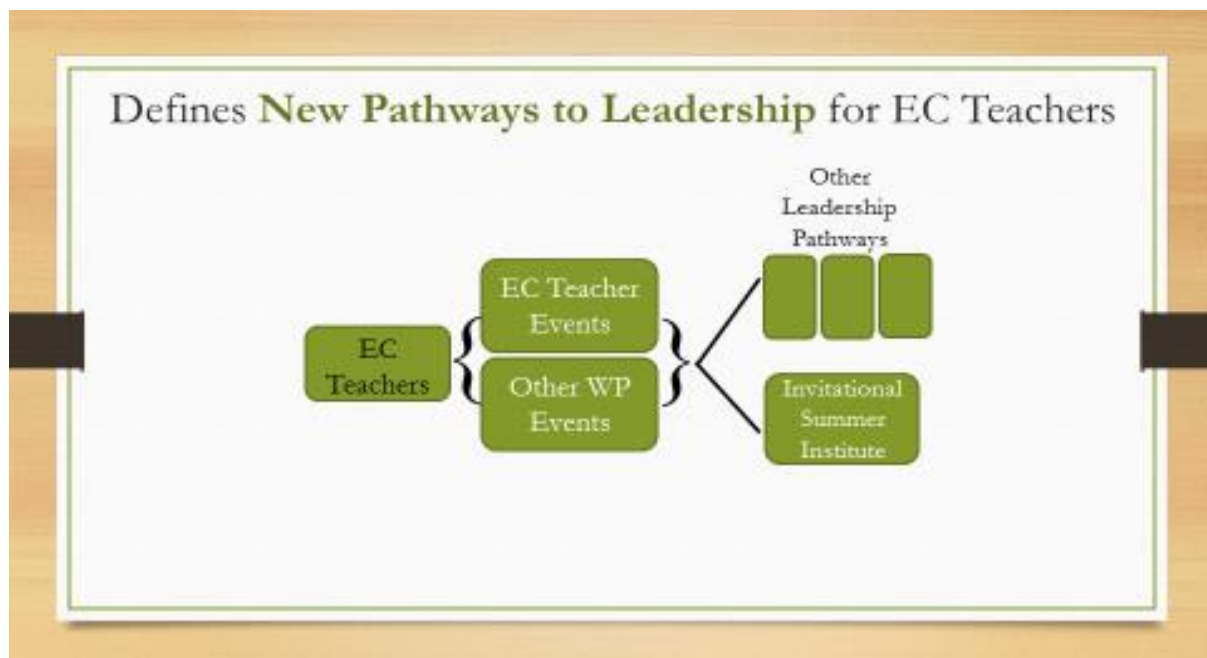 Defines New Pathways to Leadership for EC Teachers
Other
Leadership
Pathways
EC Teacher
Events
EC
Teachers
Other WP
Events
Invitational
Summer
Institute